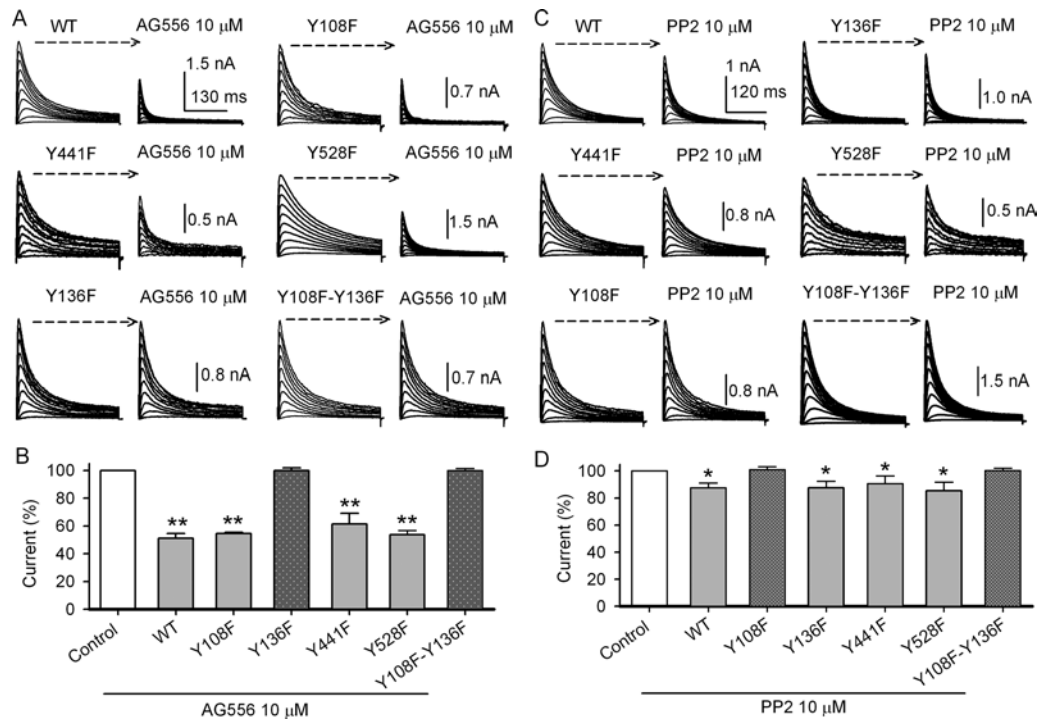 A
WT
AG556 10 μM
Y108F
AG556 10 μM
1.5 nA
130 ms
0.7 nA
Y441F
AG556 10 μM
Y528F
AG556 10 μM
0.5 nA
1.5 nA
Y136F
AG556 10 μM
Y108F-Y136F
AG556 10 μM
0.8 nA
0.7 nA
B
Current (%)
100
80
60
40
20
0
** ** ** **
Control
WT
Y108F
Y136F
Y441F
Y528F
Y108F-Y136F
AG556 10 μM
C
WT
PP2 10 μM
Y136F
PP2 10 μM
1 nA
120 ms
1.0 nA
Y441F
PP2 10 μM
Y528F
PP2 10 μM
0.8 nA
0.5 nA
Y108F
PP2 10 μM
Y108F-Y136F
PP2 10 μM
0.8 nA
1.5 nA
D
Current (%)
100
80
60
40
20
0
* * * *
Control
WT
Y108F
Y136F
Y441F
Y528F
Y108F-Y136F
PP2 10 μM